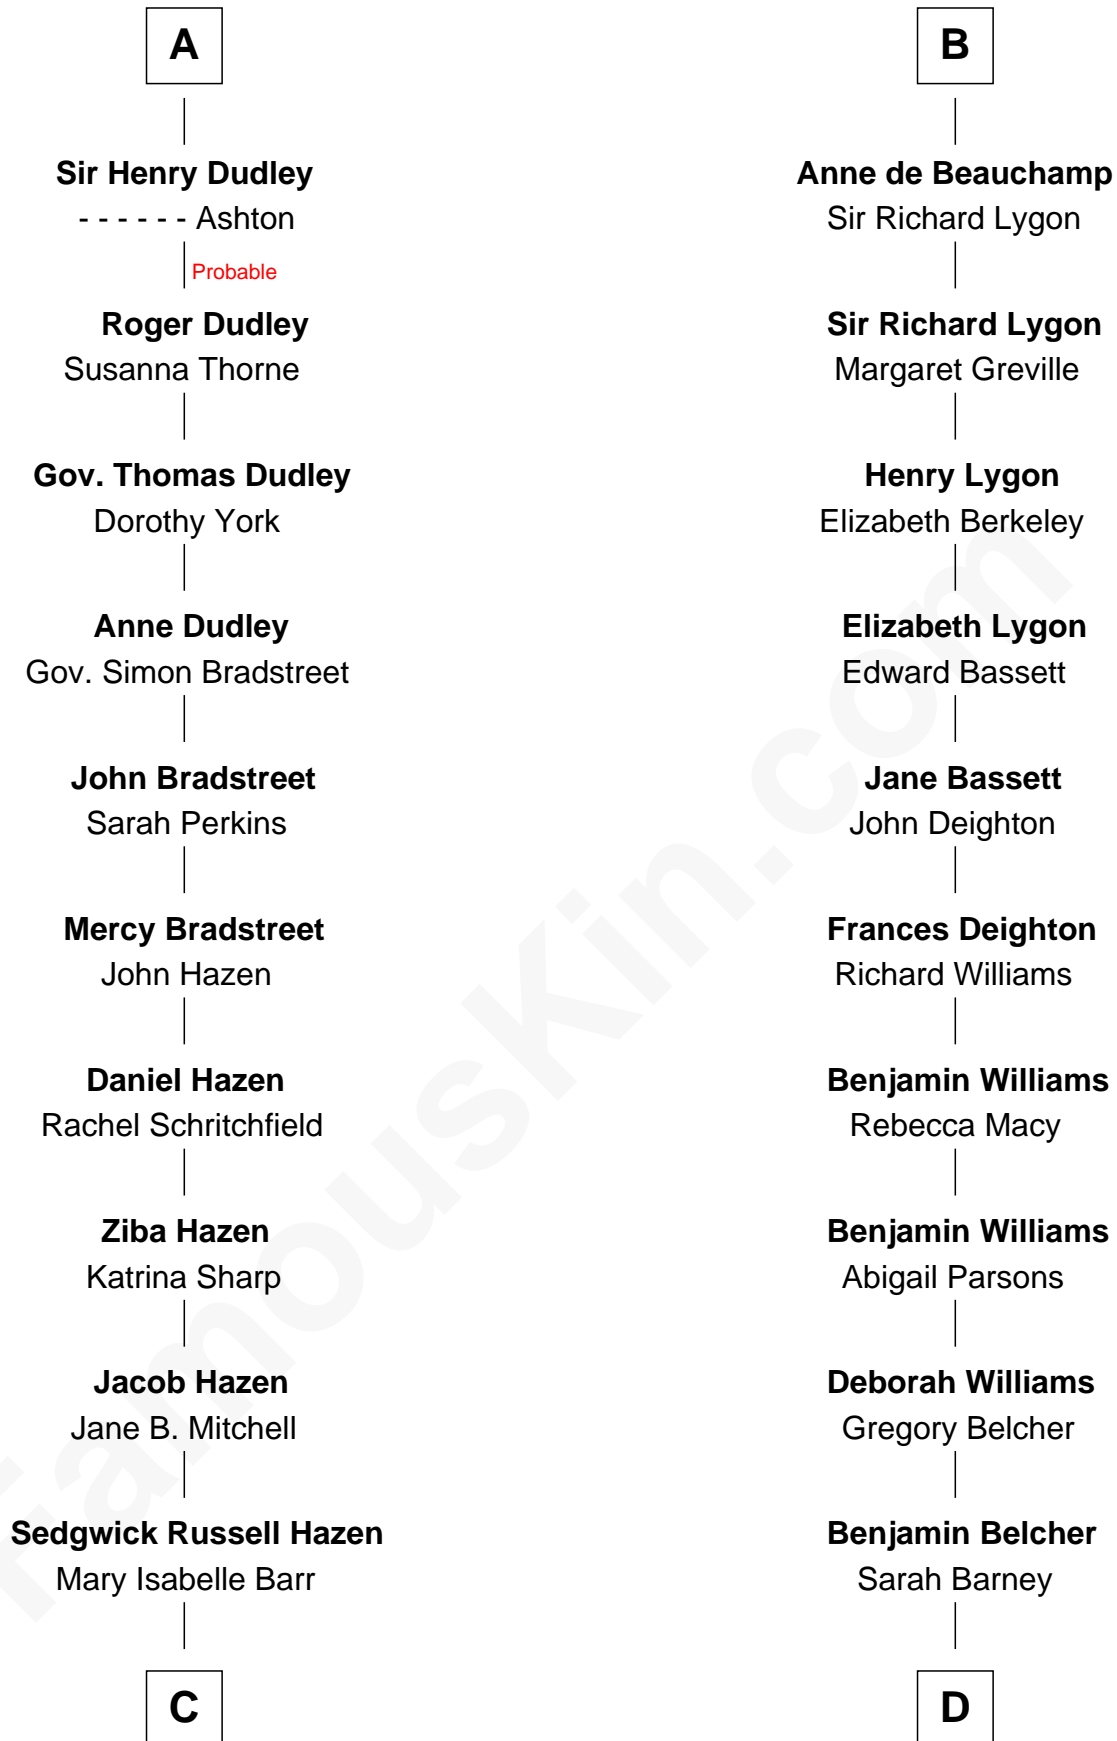 A
Sir Henry Dudley
- - - - - - Ashton
Probable
Roger Dudley
Susanna Thorne
Gov. Thomas Dudley
Dorothy York
Anne Dudley
Gov. Simon Bradstreet
John Bradstreet
Sarah Perkins
Mercy Bradstreet
John Hazen
Daniel Hazen
Rachel Schritchfield
Ziba Hazen
Katrina Sharp
Jacob Hazen
Jane B. Mitchell
Sedgwick Russell Hazen
Mary Isabelle Barr
C
B
Anne de Beauchamp
Sir Richard Lygon
Sir Richard Lygon
Margaret Greville
Henry Lygon
Elizabeth Berkeley
Elizabeth Lygon
Edward Bassett
Jane Bassett
John Deighton
Frances Deighton
Richard Williams
Benjamin Williams
Rebecca Macy
Benjamin Williams
Abigail Parsons
Deborah Williams
Gregory Belcher
Benjamin Belcher
Sarah Barney
D
FamousKin.com